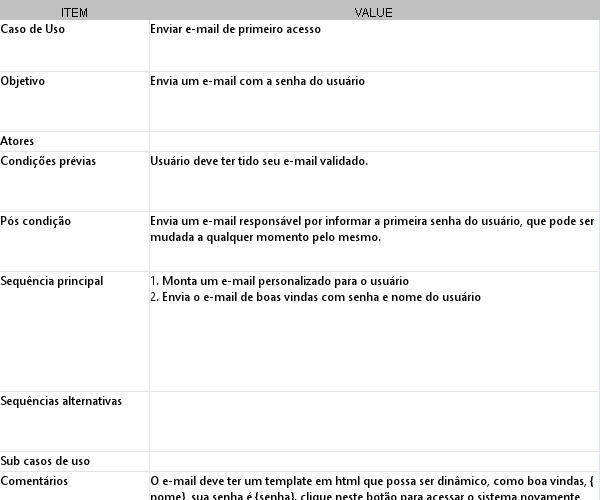 ITEM VALUE
Caso de Uso Enviar e-mail de primeiro acesso
Objetivo Envia um e-mail com a senha do usuário
Atores
Condições prévias Usuário deve ter tido seu e-mail validado.
Pós condição Envia um e-mail responsável por informar a primeira senha do usuário, que pode ser
mudada a qualquer momento pelo mesmo.
Sequência principal 1. Monta um e-mail personalizado para o usuário
2. Envia o e-mail de boas vindas com senha e nome do usuário
Sequências alternativas
Sub casos de uso
Comentários O e-mail deve ter um template em html que possa ser dinâmico, como boa vindas, {
nome}, sua senha é {senha}, clique neste botão para acessar o sistema novamente